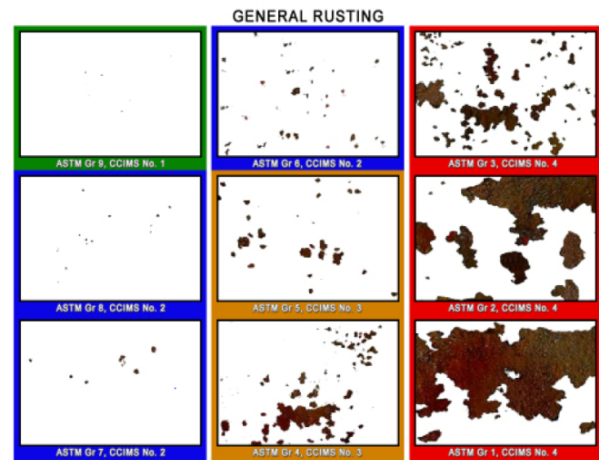 GENERAL RUSTING
ASTM Gr 9, CCIMS No. 1
ASTM Gr 6, CCIMS No. 2
ASTM Gr 3, CCIMS No. 4
ASTM Gr 8, CCIMS No. 2
ASTM Gr 5, CCIMS No. 3
ASTM Gr 2, CCIMS No. 4
ASTM Gr 7, CCIMS No. 2
ASTM Gr 4, CCIMS No. 3
ASTM Gr 1, CCIMS No. 4